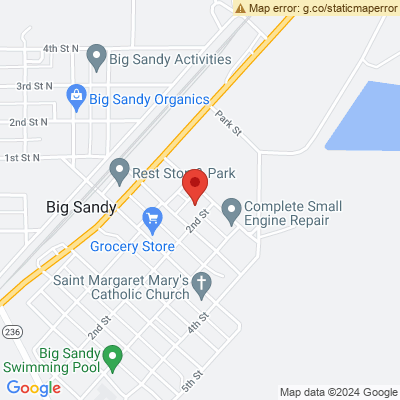 Map error: g.co/staticmaperror
4th St N
Big Sandy Activities
3rd St N
Big Sandy Organics
2nd St N
Park St
1st St N
Rest Stop & Park
Big Sandy
2nd St
Complete Small
Engine Repair
Grocery Store
Saint Margaret Mary's
Catholic Church
236
2nd St
4th St
Big Sandy
Swimming Pool
5th St
Google
Map data ©2024 Google